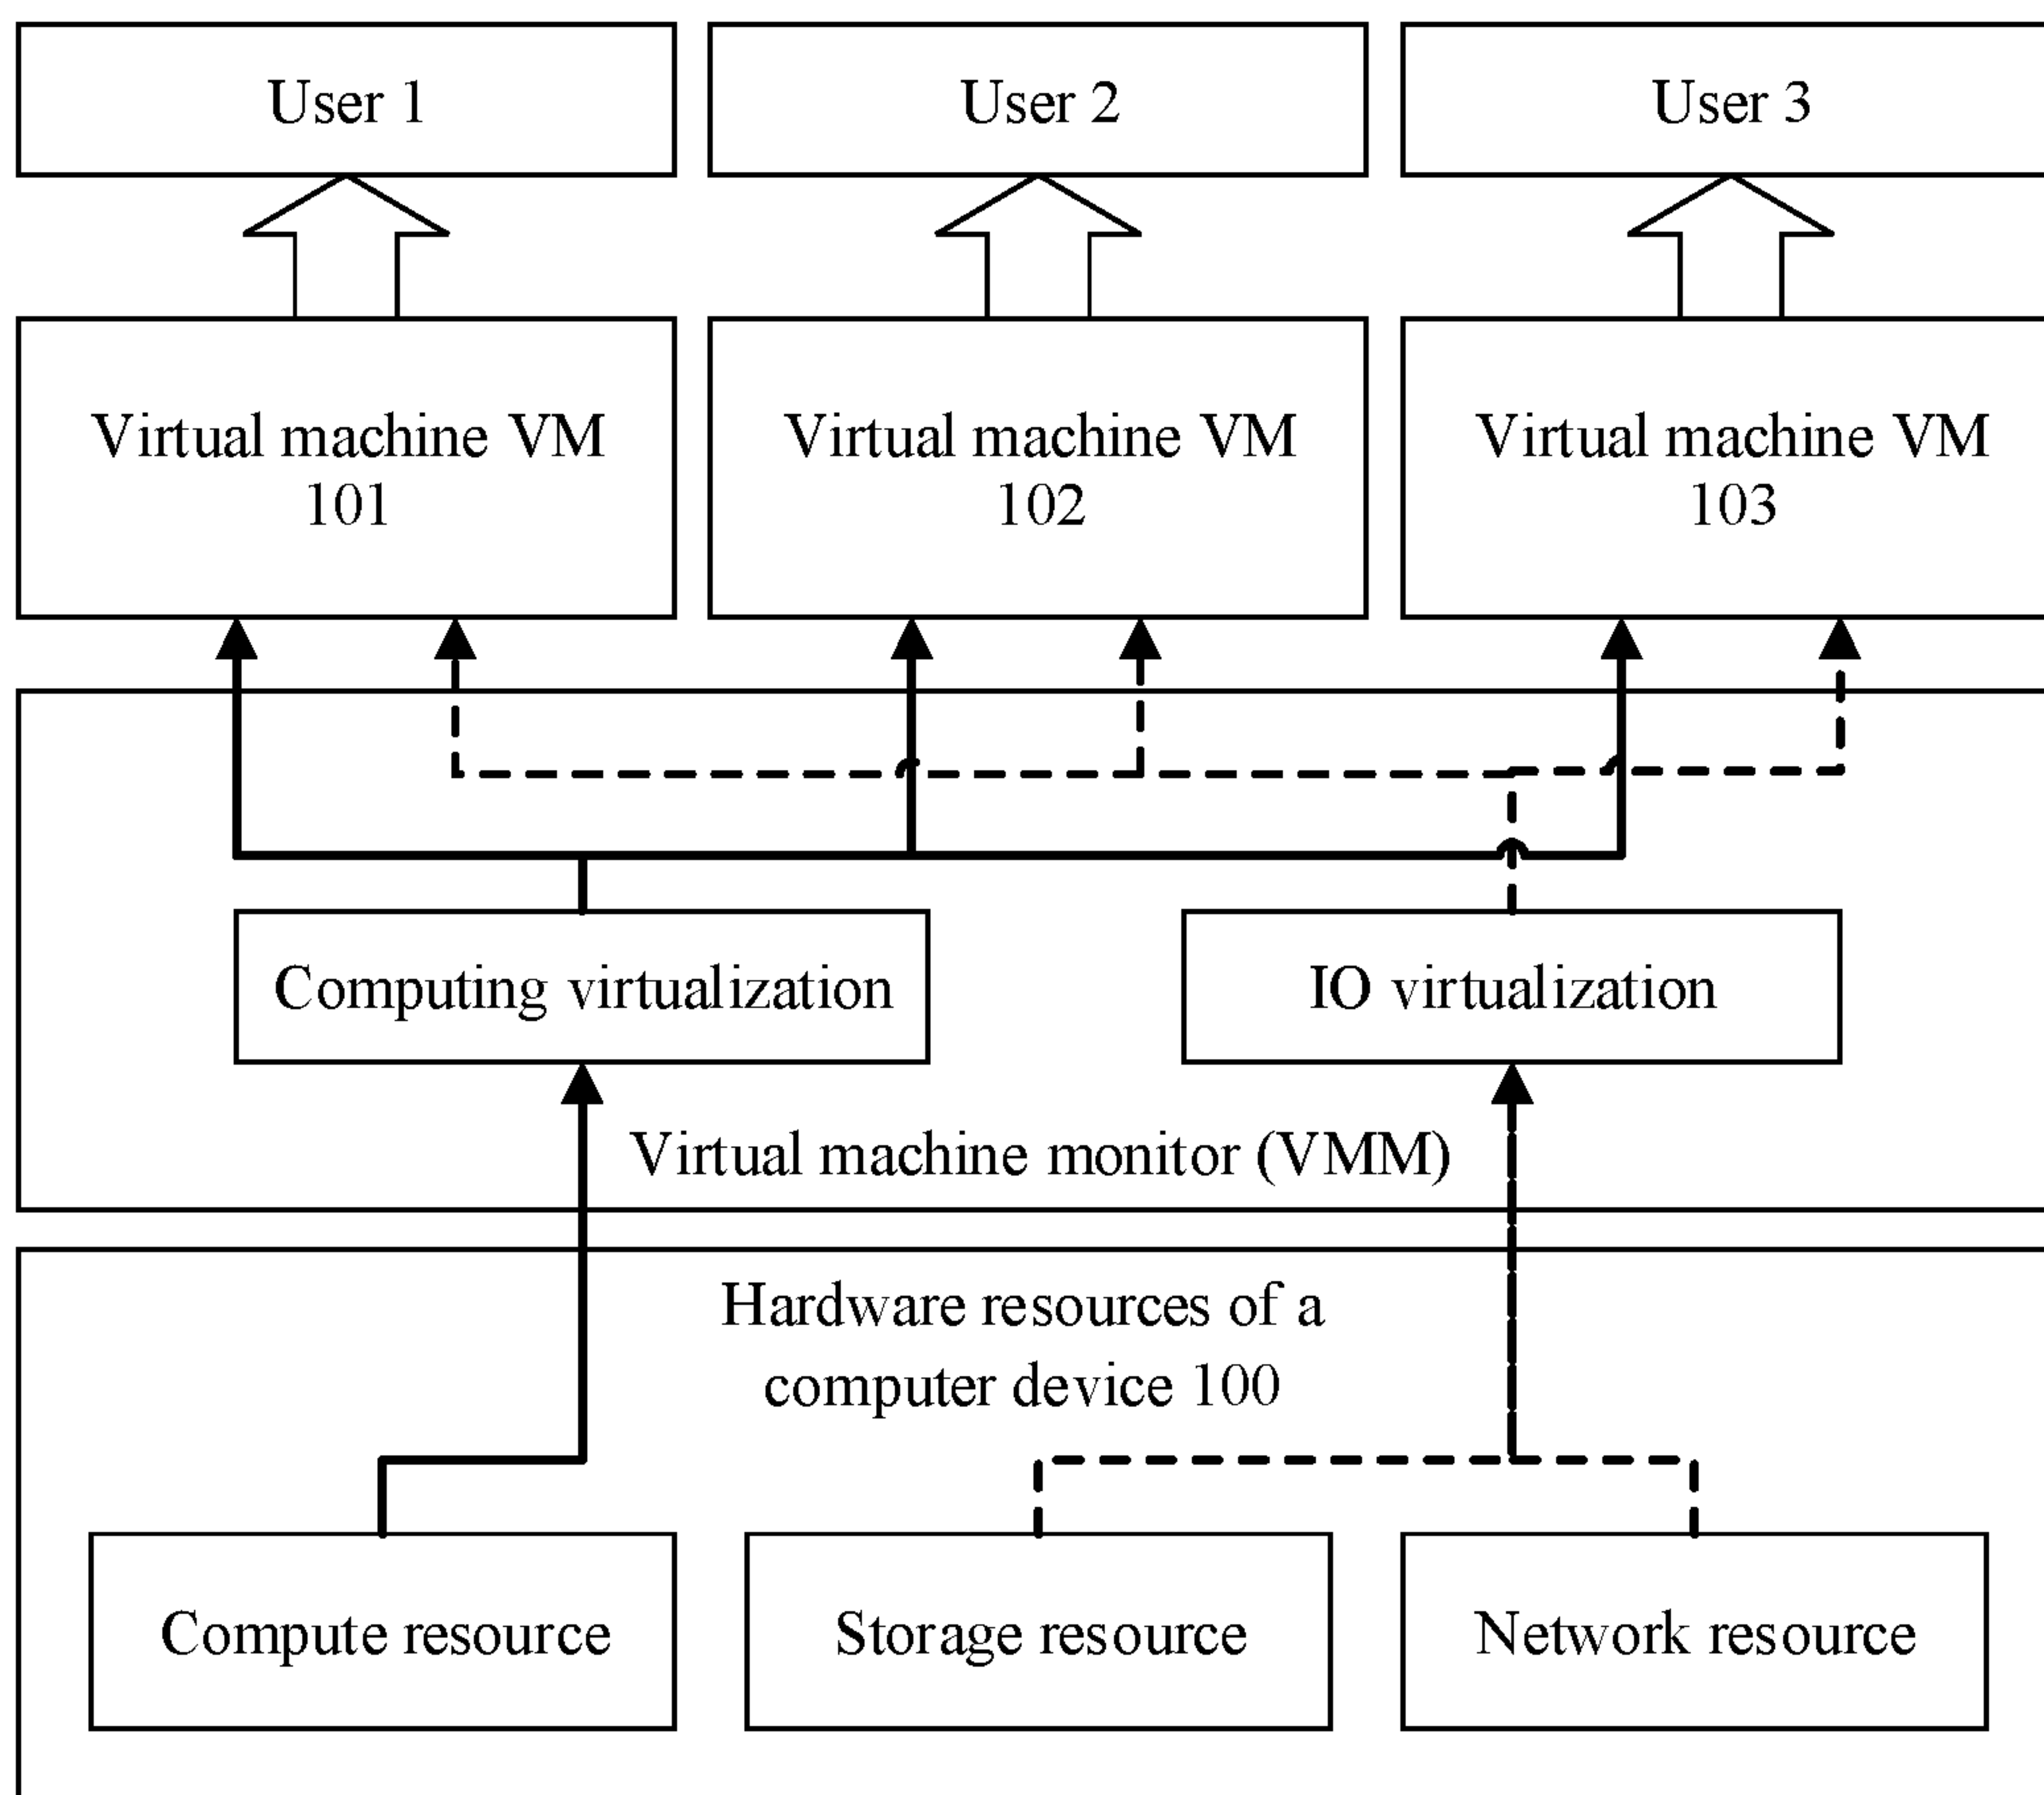 User 1
User 2
User 3
Virtual machine VM
101
Virtual machine VM
102
Virtual machine VM
103
Computing virtualization
IO virtualization
Virtual machine monitor (VMM)
Hardware resources of a
computer device 100
Compute resource
Storage resource
Network resource